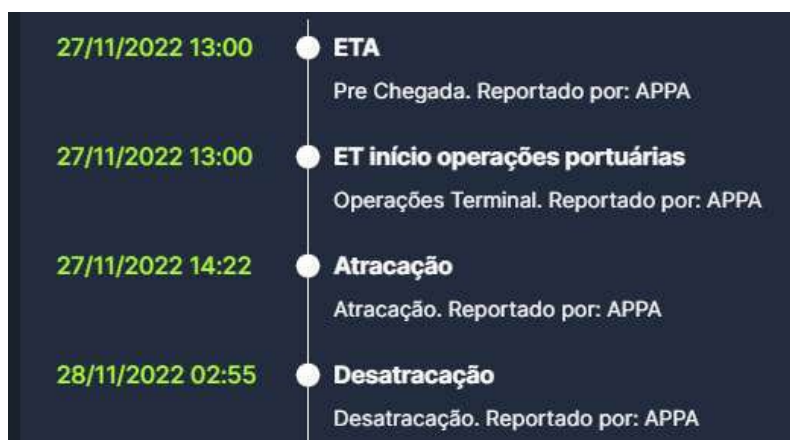 27/11/2022 13:00 ETA
Pre Chegada. Reportado por: APPA
27/11/2022 13:00 ET início operações portuárias
Operações Terminal. Reportado por: APPA
27/11/2022 14:22 Atracação
Atracação. Reportado por: APPA
28/11/2022 02:55 Desatracação
Desatracação. Reportado por: APPA